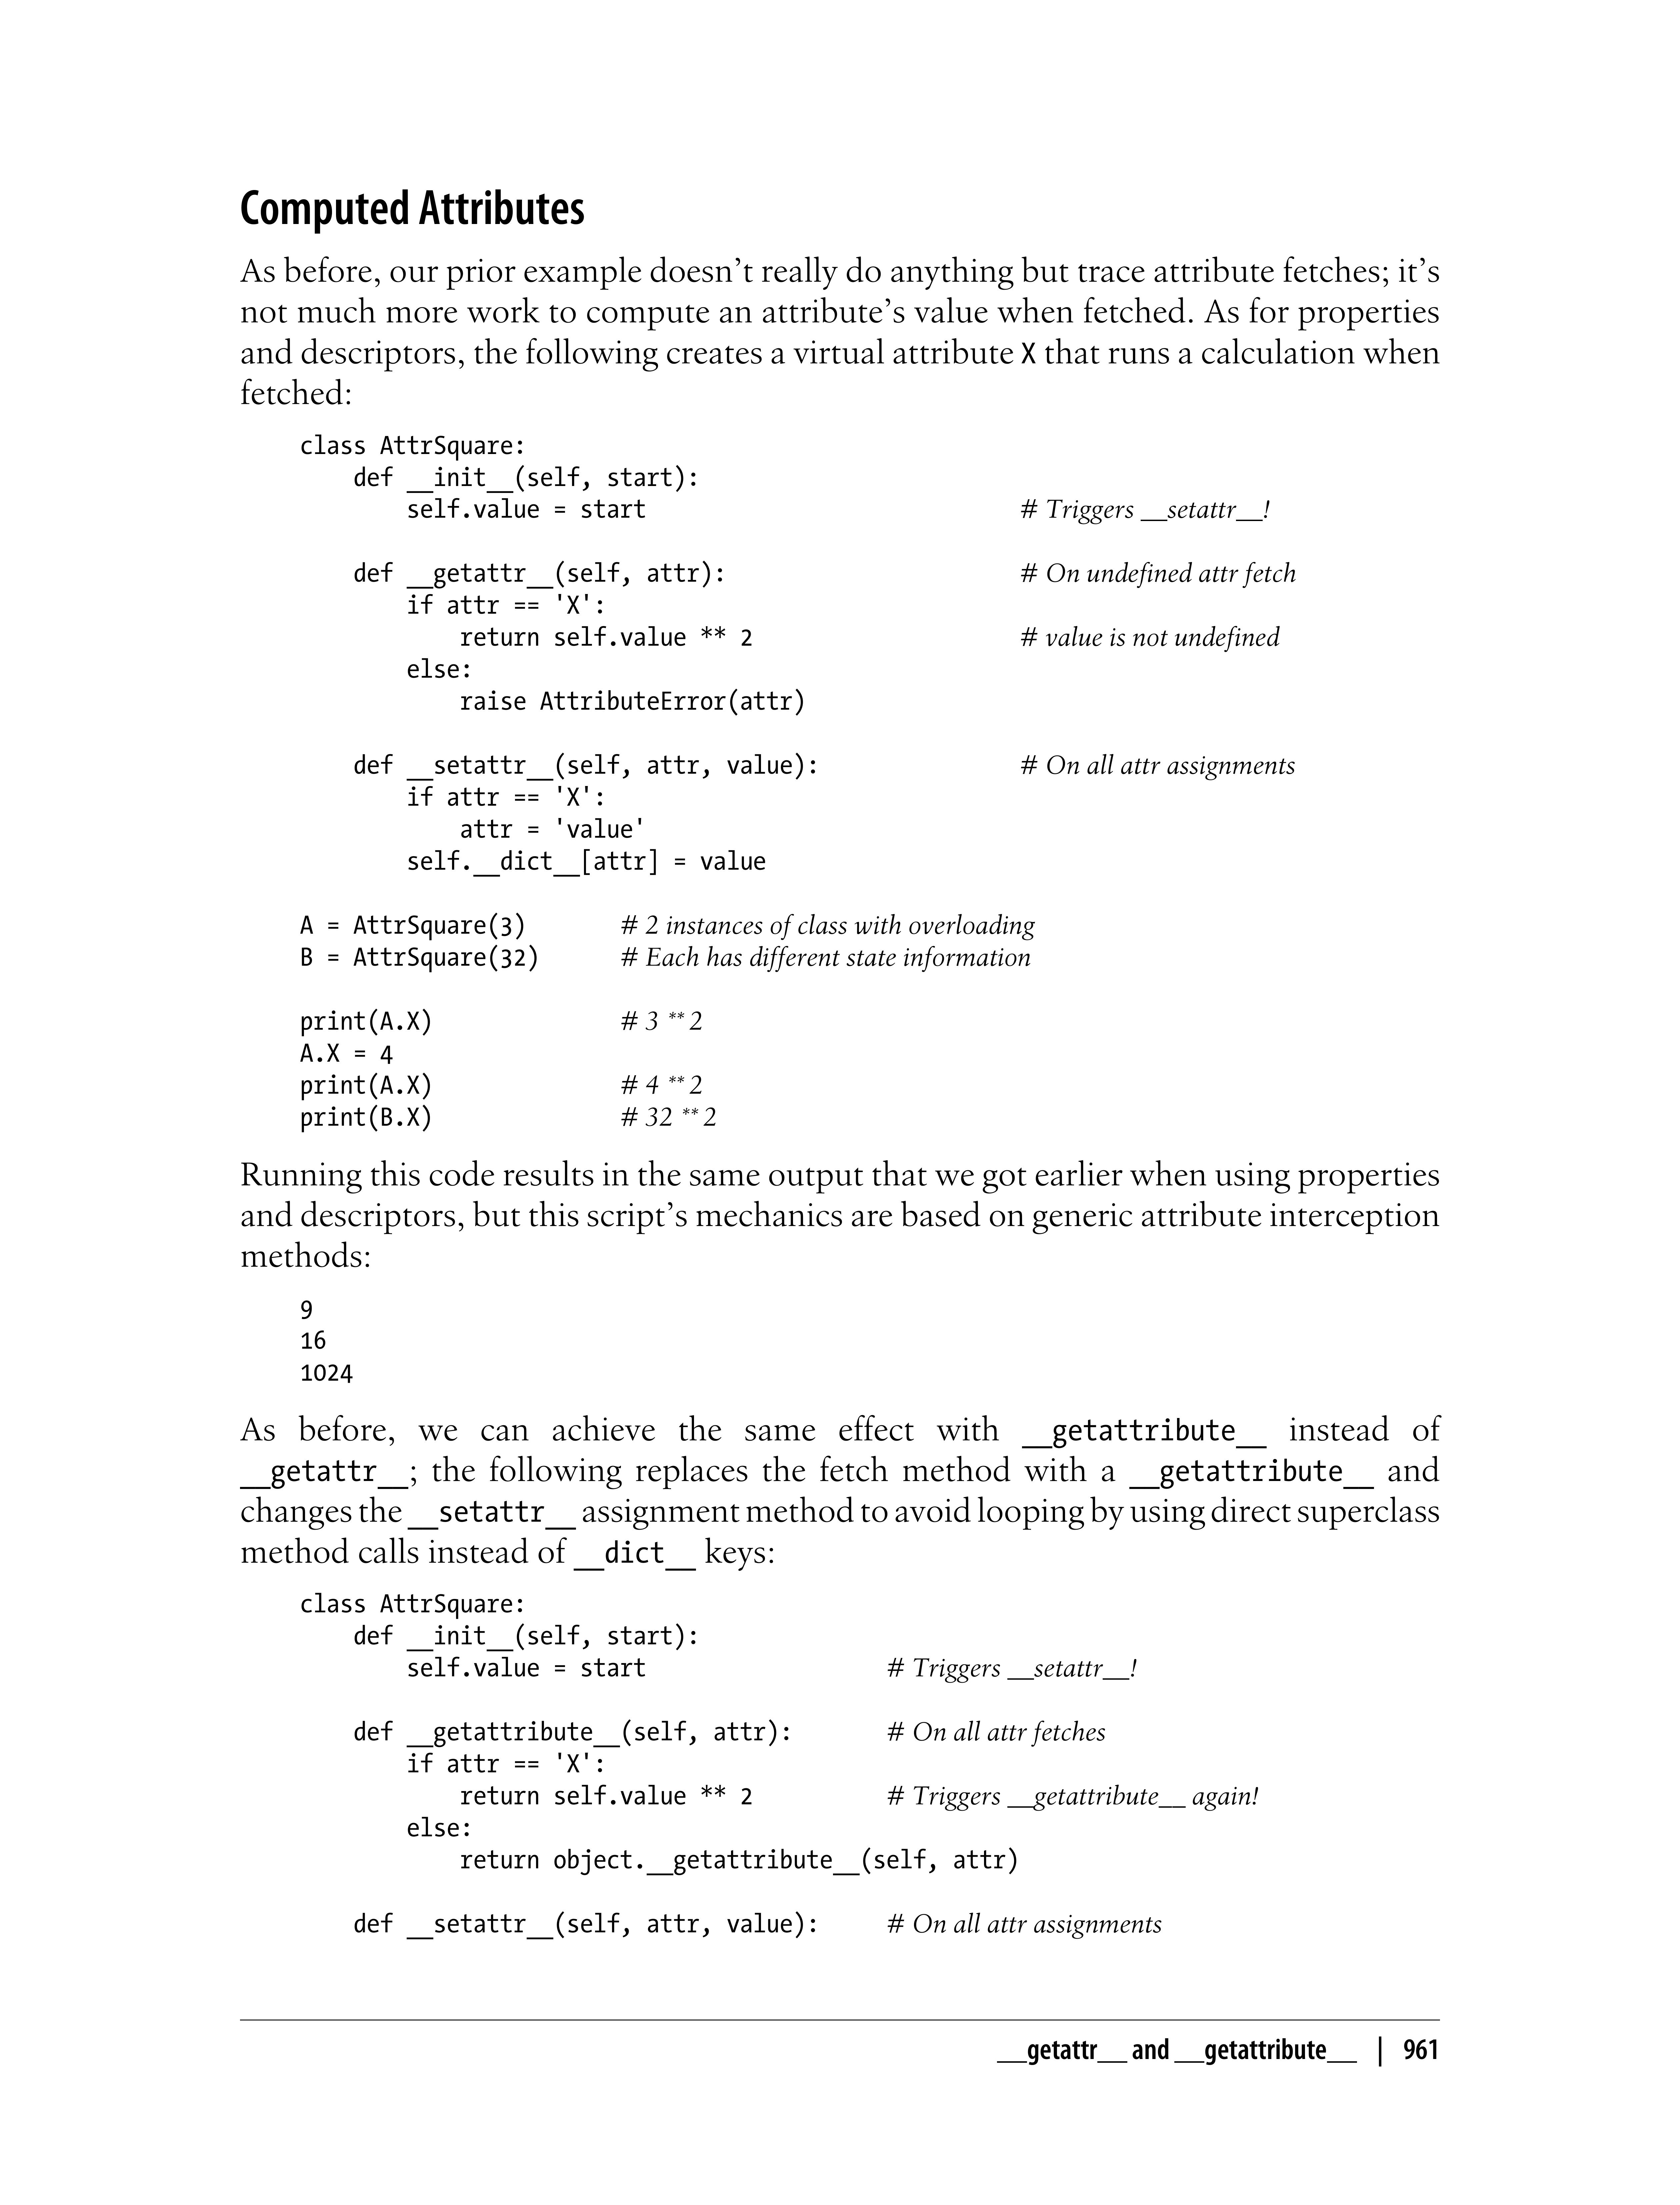 Computed Attributes
As before, our prior example doesn’t really do anything but trace attribute fetches; it’s
not much more work to compute an attribute’s value when fetched. As for properties
and descriptors, the following creates a virtual attribute X that runs a calculation when
fetched:
class AttrSquare:
    def __init__(self, start):
        self.value = start                            # Triggers __setattr__!

    def __getattr__(self, attr):                      # On undefined attr fetch
        if attr == 'X':
            return self.value ** 2                    # value is not undefined
        else:
            raise AttributeError(attr)

    def __setattr__(self, attr, value):               # On all attr assignments
        if attr == 'X':
            attr = 'value'
        self.__dict__[attr] = value

A = AttrSquare(3)       # 2 instances of class with overloading
B = AttrSquare(32)      # Each has different state information

print(A.X)              # 3 ** 2
A.X = 4
print(A.X)              # 4 ** 2
print(B.X)              # 32 ** 2
Running this code results in the same output that we got earlier when using properties
and descriptors, but this script’s mechanics are based on generic attribute interception
methods:
9
16
1024
As before, we can achieve the same effect with __getattribute__ instead of
__getattr__; the following replaces the fetch method with a __getattribute__ and
changes the __setattr__ assignment method to avoid looping by using direct superclass
method calls instead of __dict__ keys:
class AttrSquare:
    def __init__(self, start):
        self.value = start                  # Triggers __setattr__!

    def __getattribute__(self, attr):       # On all attr fetches
        if attr == 'X':
            return self.value ** 2          # Triggers __getattribute__ again!
        else:
            return object.__getattribute__(self, attr)

    def __setattr__(self, attr, value):     # On all attr assignments
__getattr__ and __getattribute__ | 961